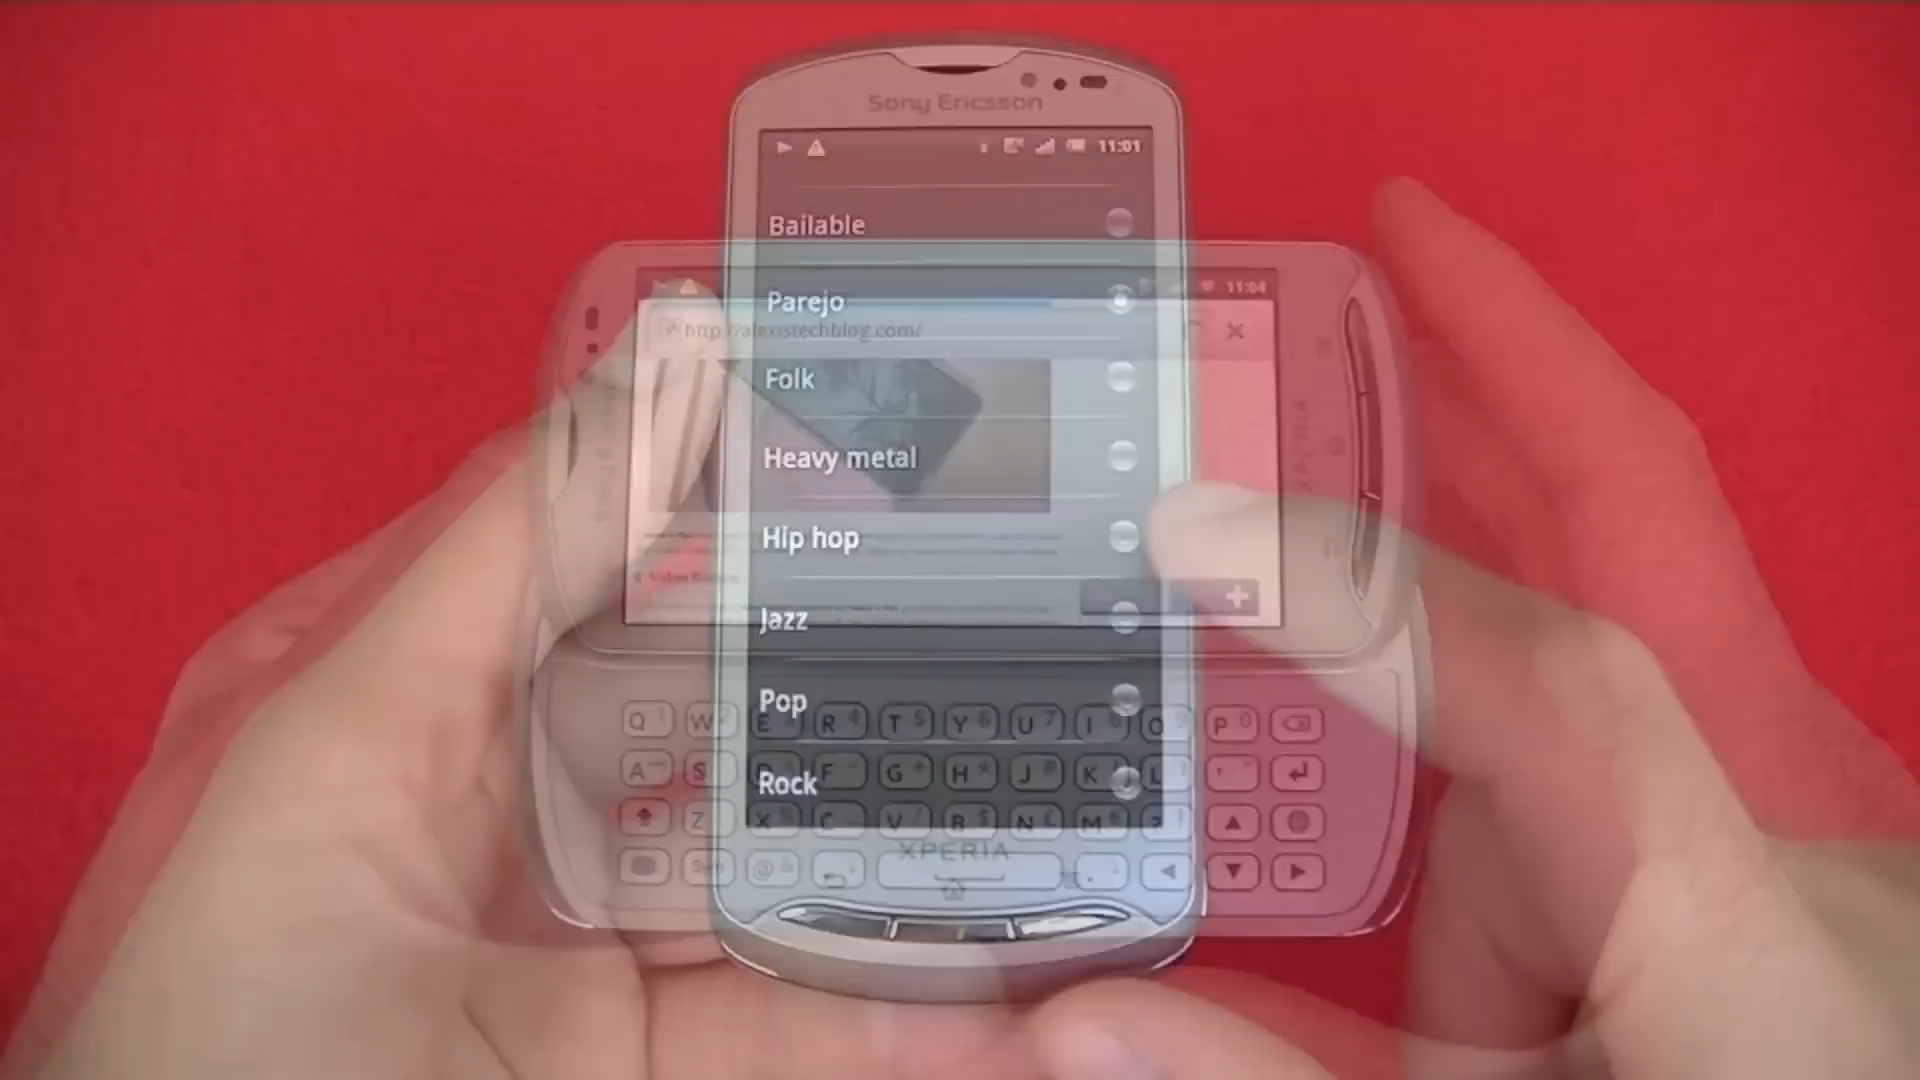 Sony Ericsson
11:01
Bailable
11:04
Parejo
http://alexistechblog.com/
Folk
Heavy metal
Hip hop
Jazz
Pop
Q W E R T Y U I O P
Rock
A S D F G H J K L
Z X C V B N M
XPERIA
Sym @